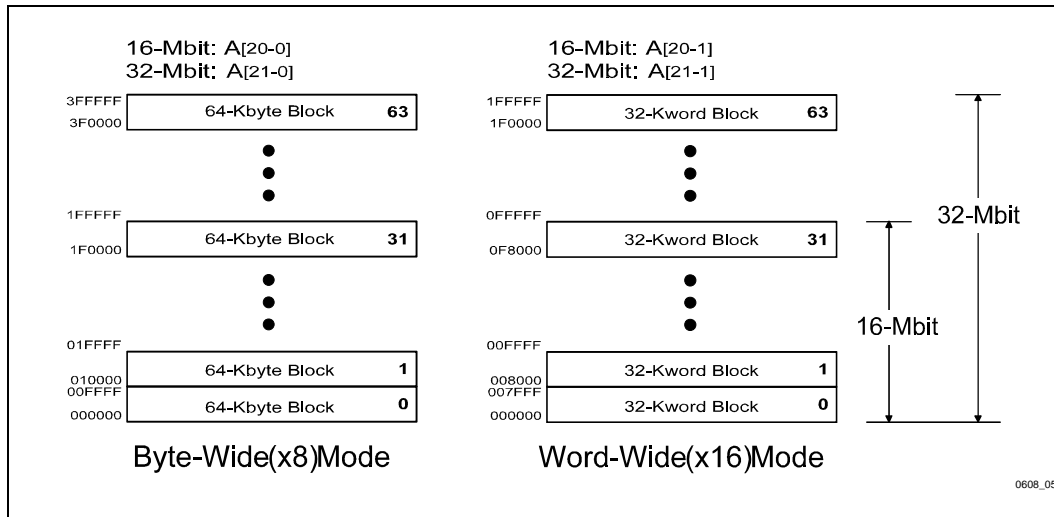 16-Mbit: A[20-0]
32-Mbit: A[21-0]
3FFFFF
3F0000
64-Kbyte Block 63
1FFFFF
1F0000
64-Kbyte Block 31
01FFFF
010000
64-Kbyte Block 1
00FFFF
000000
64-Kbyte Block 0
Byte-Wide(x8)Mode
16-Mbit: A[20-1]
32-Mbit: A[21-1]
1FFFFF
1F0000
32-Kword Block 63
0FFFFF
0F8000
32-Kword Block 31
00FFFF
008000
32-Kword Block 1
007FFF
000000
32-Kword Block 0
Word-Wide(x16)Mode
16-Mbit
32-Mbit
0608_05